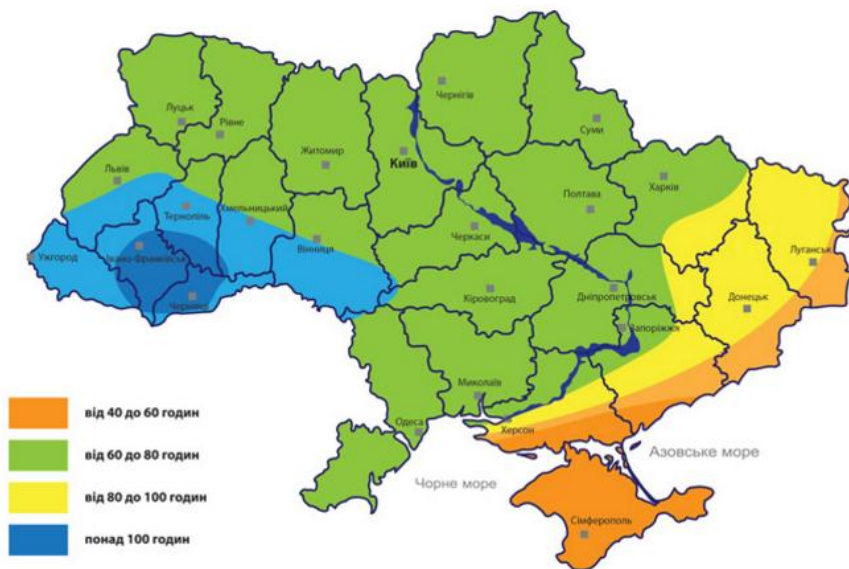 Чернігів
Луцьк
Рівне
Суми
Житомир
Київ
Львів
Харків
Тернопіль
Хмельницький
Полтава
Черкаси
Вінниця
Ужгород
Івано-Франківськ
Луганськ
Чернівці
Кіровоград
Дніпропетровськ
Донецьк
Запоріжжя
Миколаїв
від 40 до 60 годин
Одеса
Херсон
від 60 до 80 годин
Азовське море
Чорне море
від 80 до 100 годин
Сімферополь
понад 100 годин